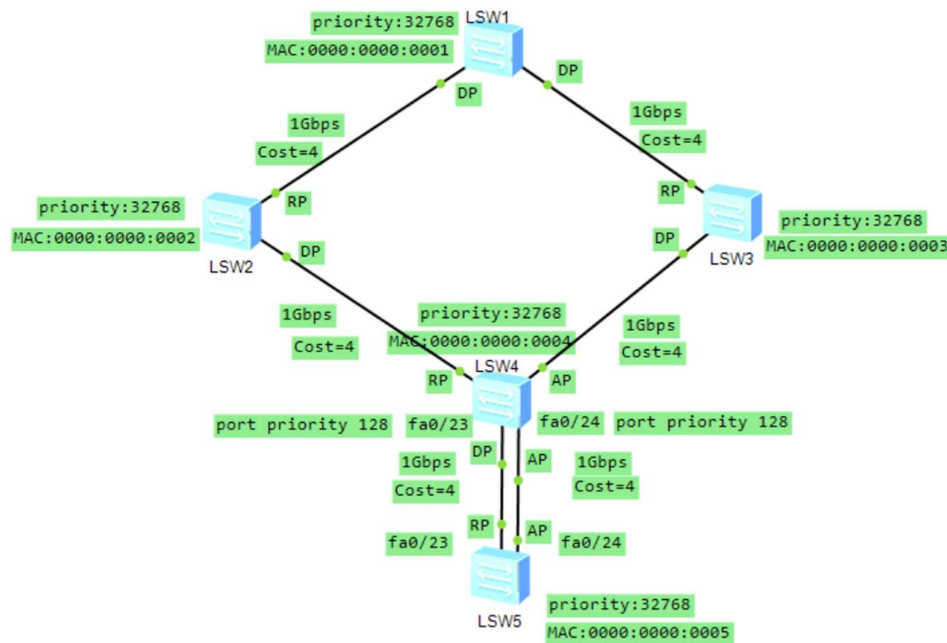 LSW1
priority:32768
MAC:0000:0000:0001
DP
DP
1Gbps
Cost=4
1Gbps
Cost=4
RP
RP
priority:32768
MAC:0000:0000:0002
LSW2
DP
priority:32768
MAC:0000:0000:0003
LSW3
DP
1Gbps
Cost=4
priority:32768
MAC:0000:0000:0004
1Gbps
Cost=4
LSW4
RP
AP
port priority 128
fa0/23
fa0/24
port priority 128
DP
AP
1Gbps
Cost=4
1Gbps
Cost=4
RP
AP
fa0/23
fa0/24
LSW5
priority:32768
MAC:0000:0000:0005